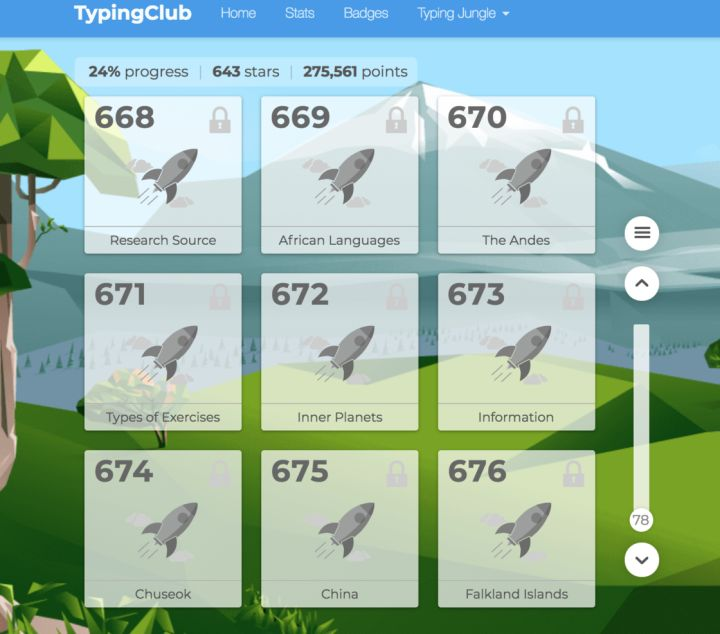 TypingClub Home Stats Badges Typing Jungle
24% progress | 643 stars | 275,561 points
668 669 670
Research Source African Languages The Andes
671 672 673
Types of Exercises Inner Planets Information
674 675 676
78
Chuseok China Falkland Islands